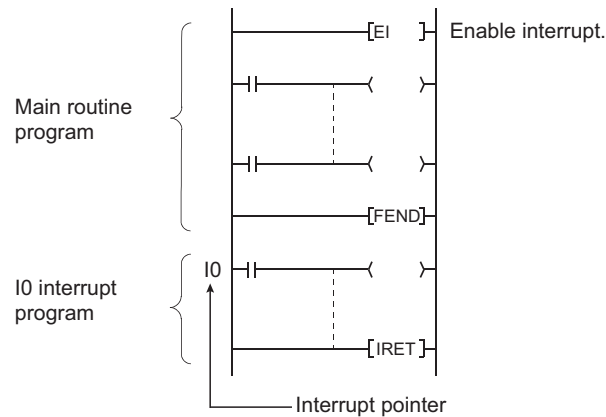 [EI ] Enable interrupt.
Main routine
program
[FEND]
I0
I0 interrupt
program
[IRET]
Interrupt pointer